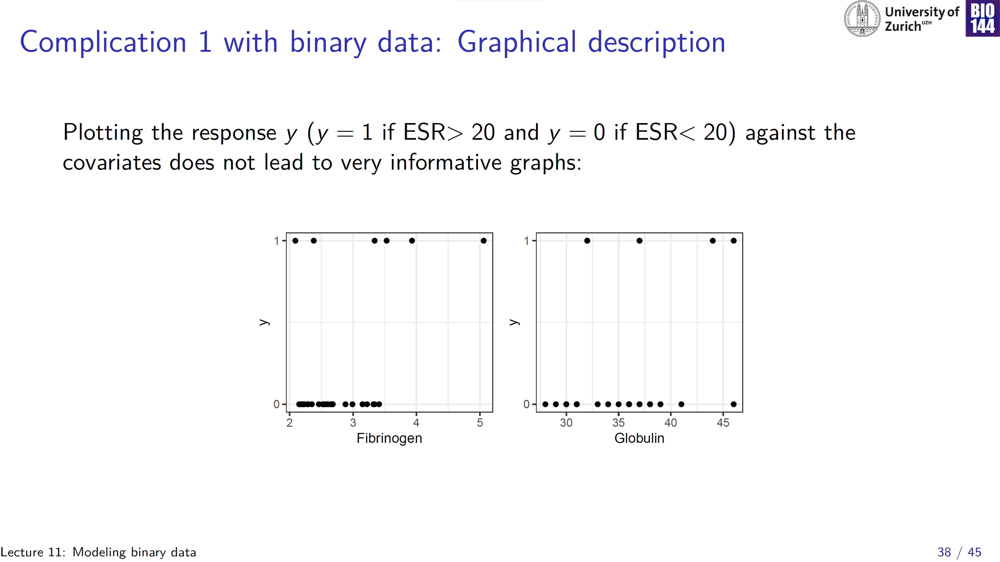 University of
Zurich UZH
BIO
144
Complication 1 with binary data: Graphical description
Plotting the response y (y = 1 if ESR> 20 and y = 0 if ESR< 20) against the
covariates does not lead to very informative graphs:
1
0
y
2 3 4 5
Fibrinogen
1
0
y
30 35 40 45
Globulin
Lecture 11: Modeling binary data
38 / 45